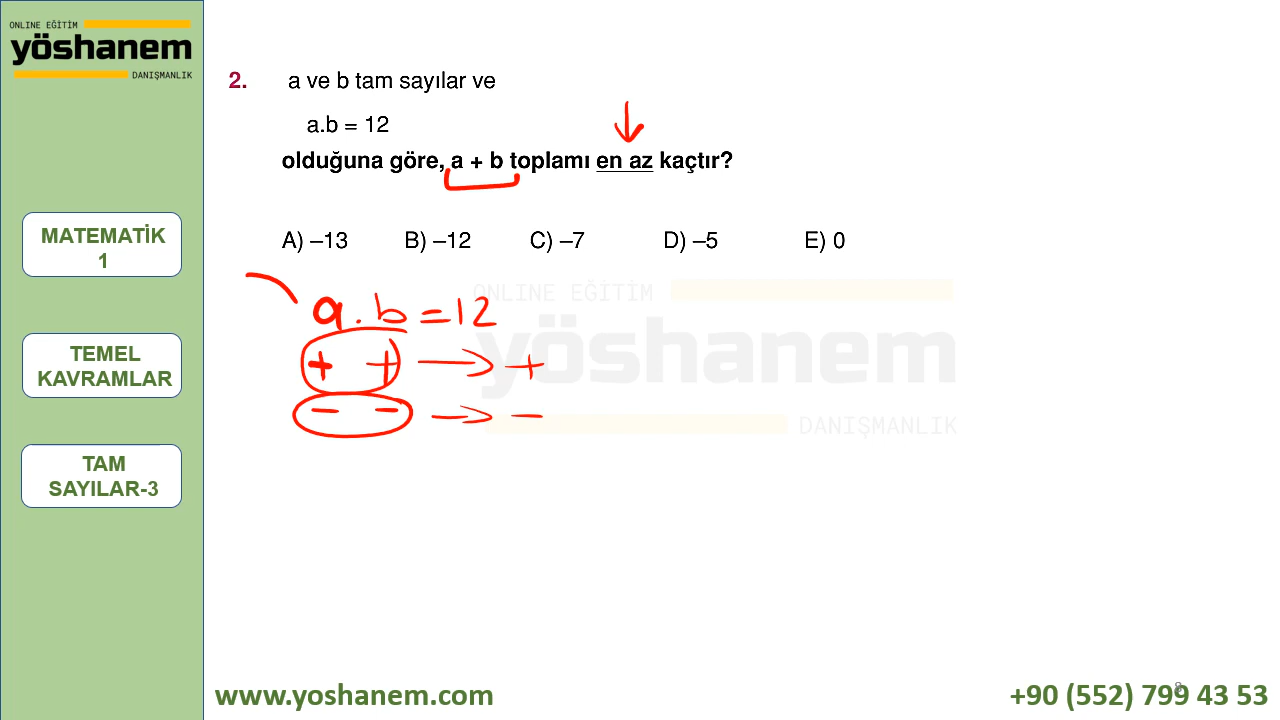 ONLINE EĞİTİM
yöshanem
DANIŞMANLIK
MATEMATİK
1
TEMEL
KAVRAMLAR
TAM
SAYILAR-3
2. a ve b tam sayılar ve
a.b = 12
olduğuna göre, a + b toplamı en az kaçtır?
A) –13 B) –12 C) –7 D) –5 E) 0
ONLINE EĞİTİM
yöshanem
DANIŞMANLIK
a . b = 12
+ + → +
- - → -
www.yoshanem.com
8
+90 (552) 799 43 53